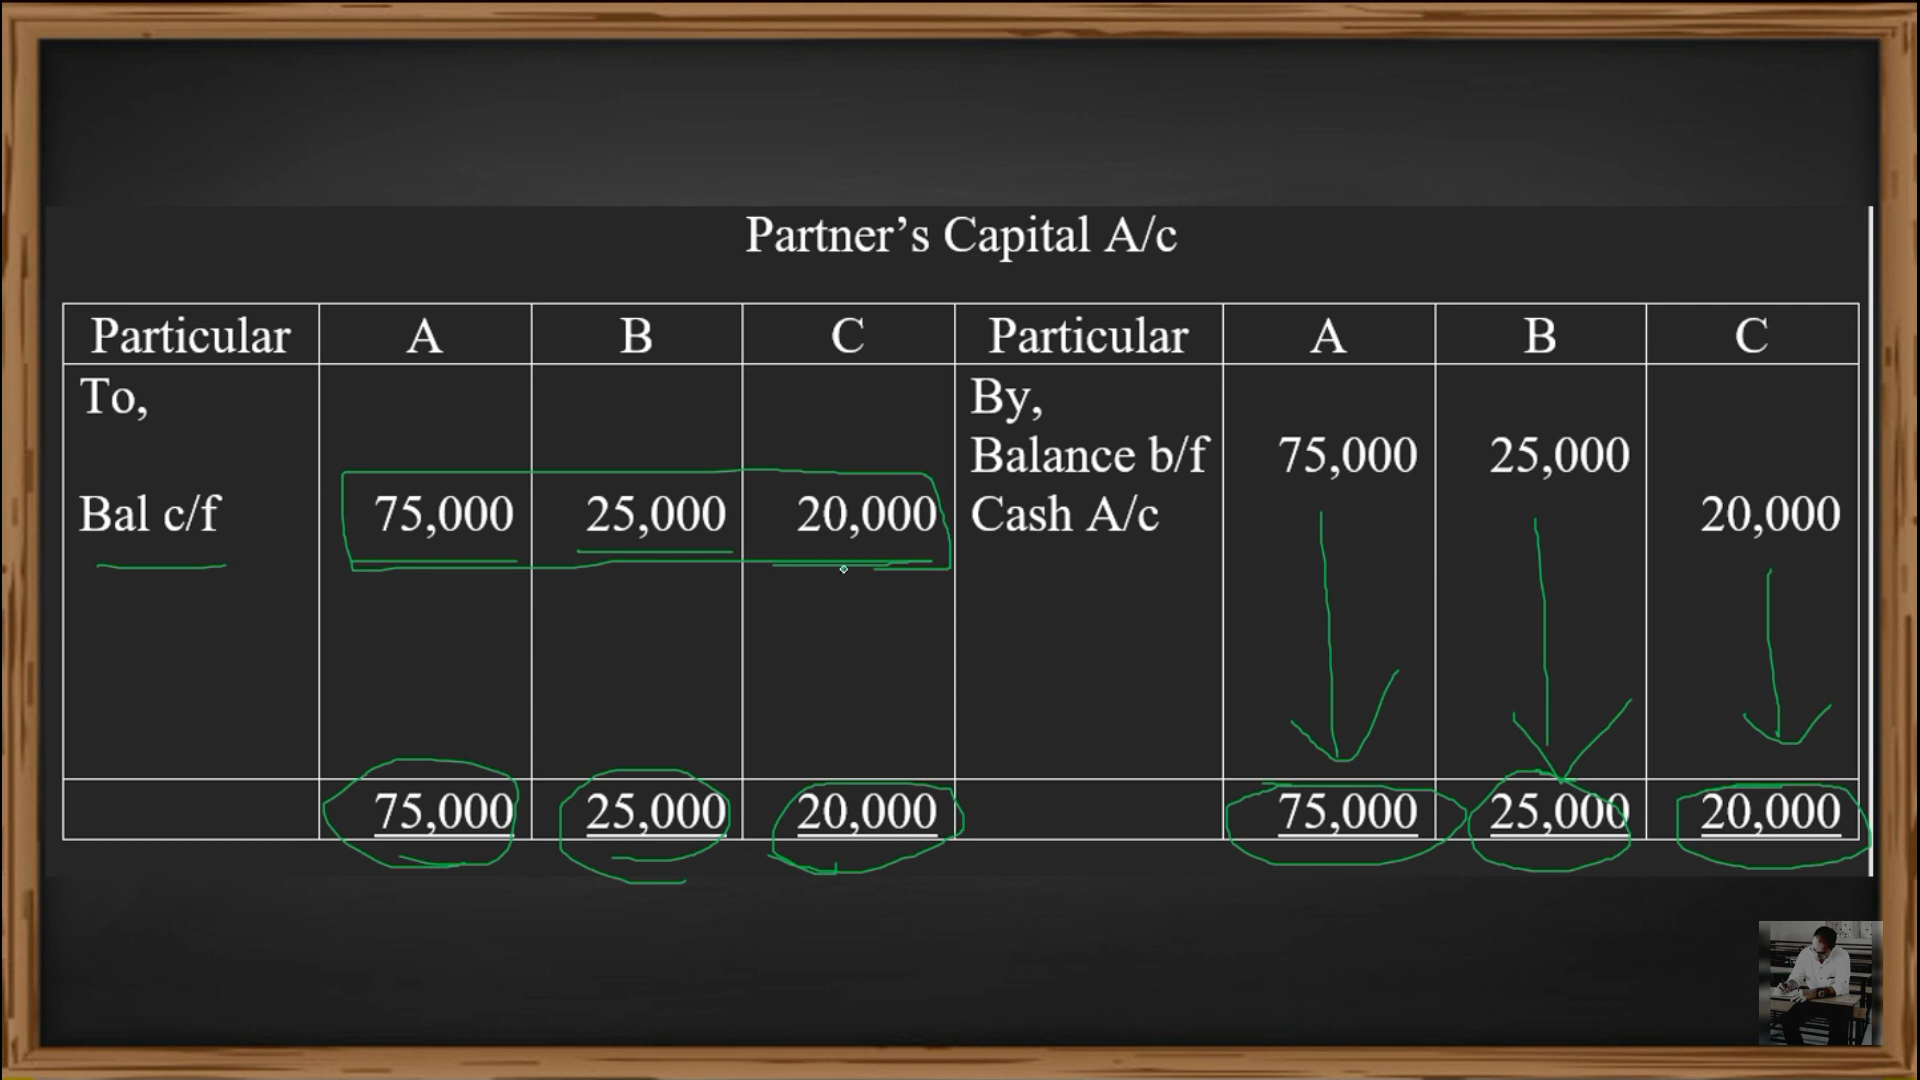 Partner’s Capital A/c
Particular A B C Particular A B C
To, By,
Balance b/f 75,000 25,000
Bal c/f 75,000 25,000 20,000 Cash A/c 20,000
75,000 25,000 20,000 75,000 25,000 20,000